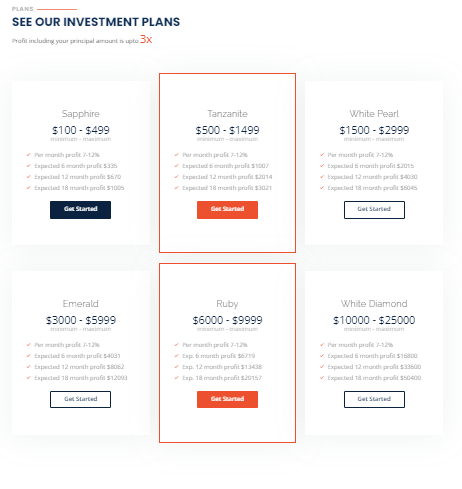 PLANS
SEE OUR INVESTMENT PLANS
Profit including your principal amount is upto 3x
Sapphire
$100 - $499
minimum - maximum
✔ Per month profit 7-12%
✔ Expected 6 month profit $335
✔ Expected 12 month profit $670
✔ Expected 18 month profit $1005
Get Started
Tanzanite
$500 - $1499
minimum - maximum
✔ Per month profit 7-12%
✔ Expected 6 month profit $1007
✔ Expected 12 month profit $2014
✔ Expected 18 month profit $3021
Get Started
White Pearl
$1500 - $2999
minimum - maximum
✔ Per month profit 7-12%
✔ Expected 6 month profit $2015
✔ Expected 12 month profit $4030
✔ Expected 18 month profit $6045
Get Started
Emerald
$3000 - $5999
minimum - maximum
✔ Per month profit 7-12%
✔ Expected 6 month profit $4031
✔ Expected 12 month profit $8062
✔ Expected 18 month profit $12093
Get Started
Ruby
$6000 - $9999
minimum - maximum
✔ Per month profit 7-12%
✔ Exp. 6 month profit $6719
✔ Exp. 12 month profit $13438
✔ Exp. 18 month profit $20157
Get Started
White Diamond
$10000 - $25000
minimum - maximum
✔ Per month profit 7-12%
✔ Expected 6 month profit $16800
✔ Expected 12 month profit $33600
✔ Expected 18 month profit $50400
Get Started